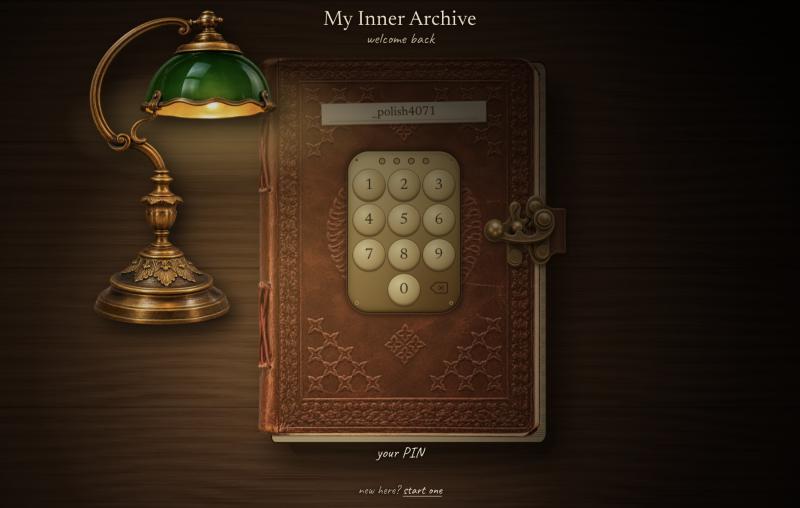 My Inner Archive
welcome back
_polish4071
1 2 3
4 5 6
7 8 9
0
your PIN
new here? start one